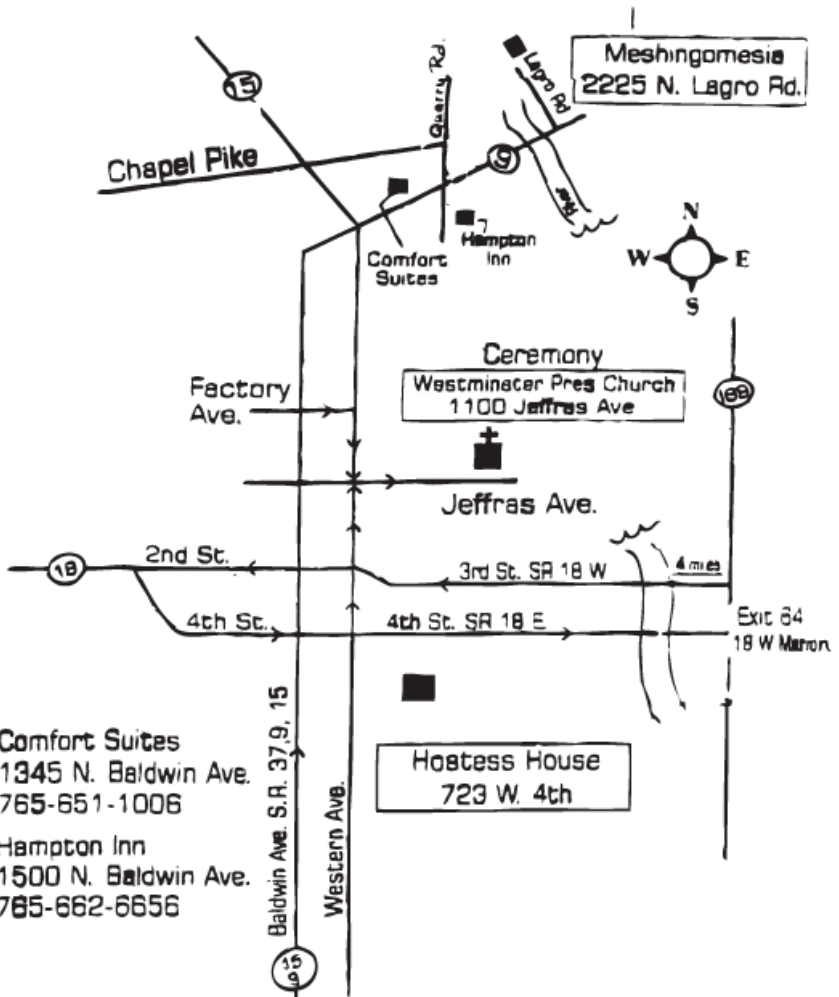 Meshingomesia
2225 N. Lagro Rd.
Lagro Rd
Quarry Rd.
15
Chapel Pike
9
River
Hampton
Inn
Comfort
Suites
N
W
E
S
Ceremony
Westminster Pres Church
1100 Jeffras Ave
Factory
Ave.
Jeffras Ave.
18
2nd St.
3rd St. SR 18 W
4 miles
4th St.
4th St. SR 18 E
Exit 64
18 W Marion
Hostess House
723 W. 4th
Comfort Suites
1345 N. Baldwin Ave.
765-651-1006
Hampton Inn
1500 N. Baldwin Ave.
765-662-6656
Baldwin Ave. S.R. 37,9, 15
Western Ave.
15
9